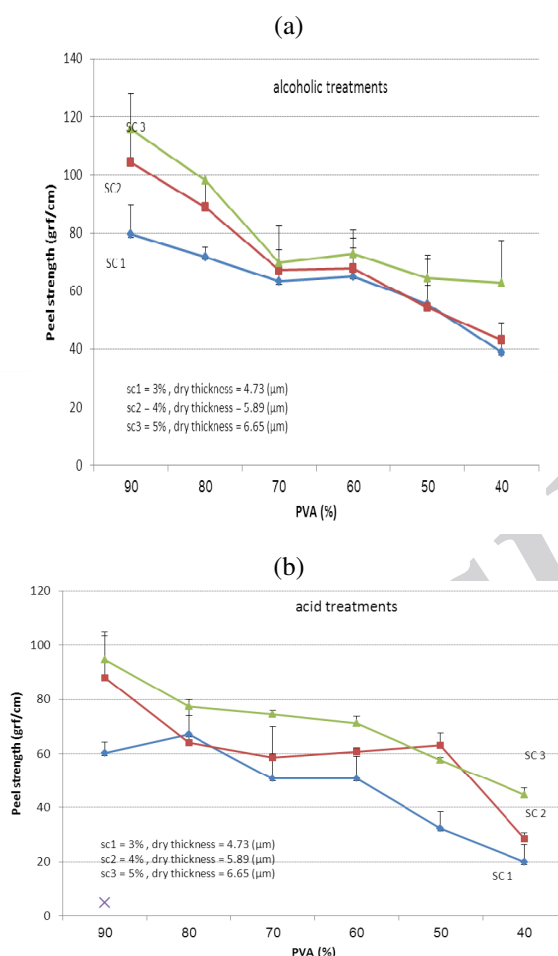 (a)
140
alcoholic treatments
120
SC 3
100
SC2
80
SC 1
60
40
20
0
Peel strength (grf/cm)
sc1 = 3% , dry thickness = 4.73 (µm)
sc2 – 4% , dry thickness – 5.89 (µm)
sc3 = 5% , dry thickness = 6.65 (µm)
90 80 70 60 50 40
PVA (%)
(b)
120
acid treatments
100
80
60
40
20
0
Peel strength (grf/cm)
SC 3
SC 2
SC 1
sc1 = 3% , dry thickness = 4.73 (µm)
sc2 = 4% , dry thickness = 5.89 (µm)
sc3 = 5% , dry thickness = 6.65 (µm)
90 80 70 60 50 40
PVA (%)